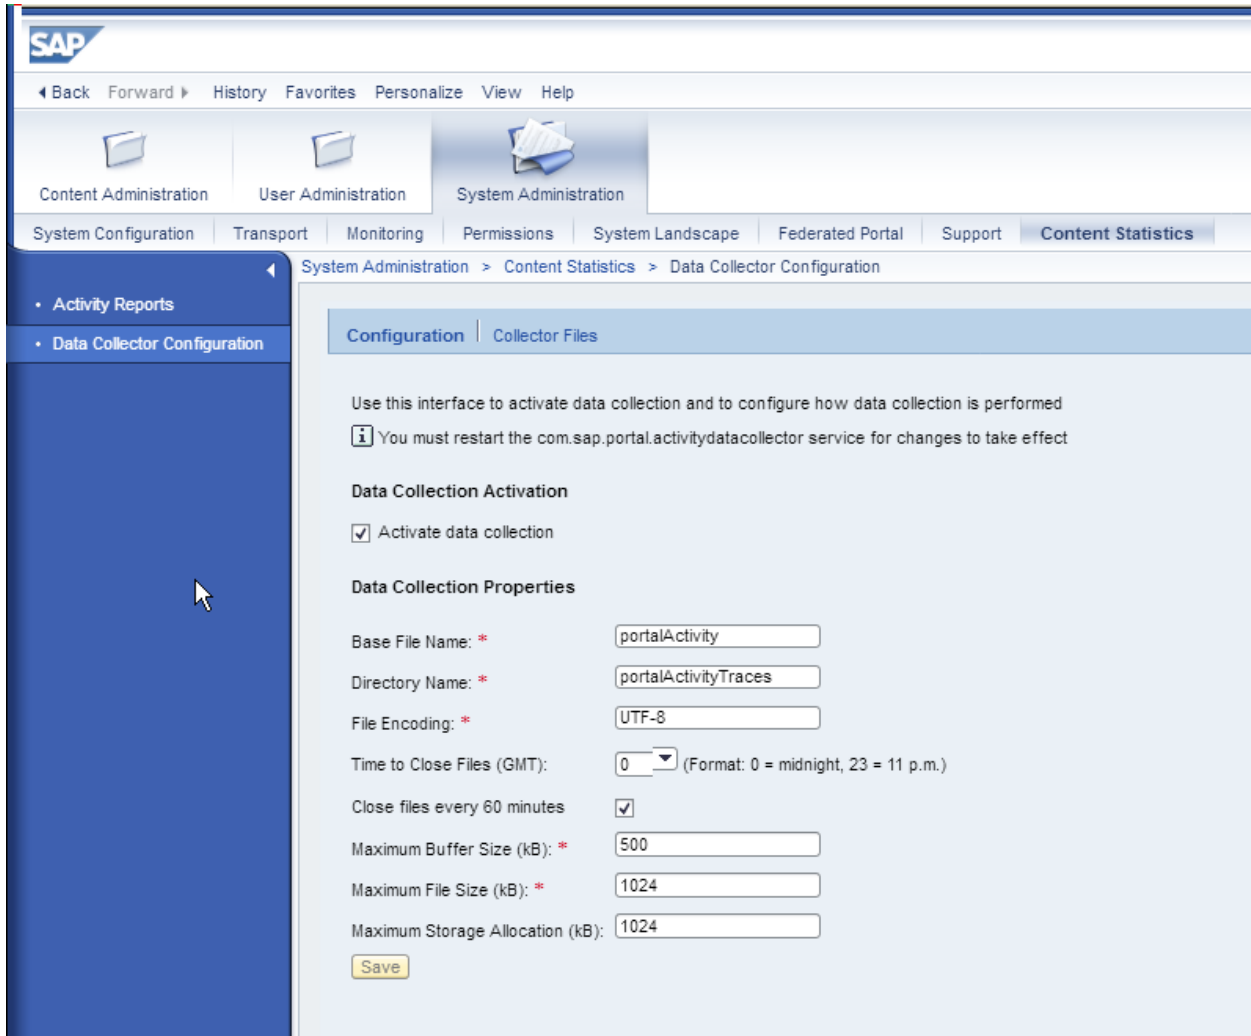 SAP
Back Forward History Favorites Personalize View Help
Content Administration User Administration System Administration
System Configuration Transport Monitoring Permissions System Landscape Federated Portal Support Content Statistics
System Administration > Content Statistics > Data Collector Configuration
• Activity Reports
• Data Collector Configuration
Configuration | Collector Files
Use this interface to activate data collection and to configure how data collection is performed
i You must restart the com.sap.portal.activitydatacollector service for changes to take effect
Data Collection Activation
Activate data collection
Data Collection Properties
Base File Name: * portalActivity
Directory Name: * portalActivityTraces
File Encoding: * UTF-8
Time to Close Files (GMT): 0 (Format: 0 = midnight, 23 = 11 p.m.)
Close files every 60 minutes
Maximum Buffer Size (kB): * 500
Maximum File Size (kB): * 1024
Maximum Storage Allocation (kB): 1024
Save